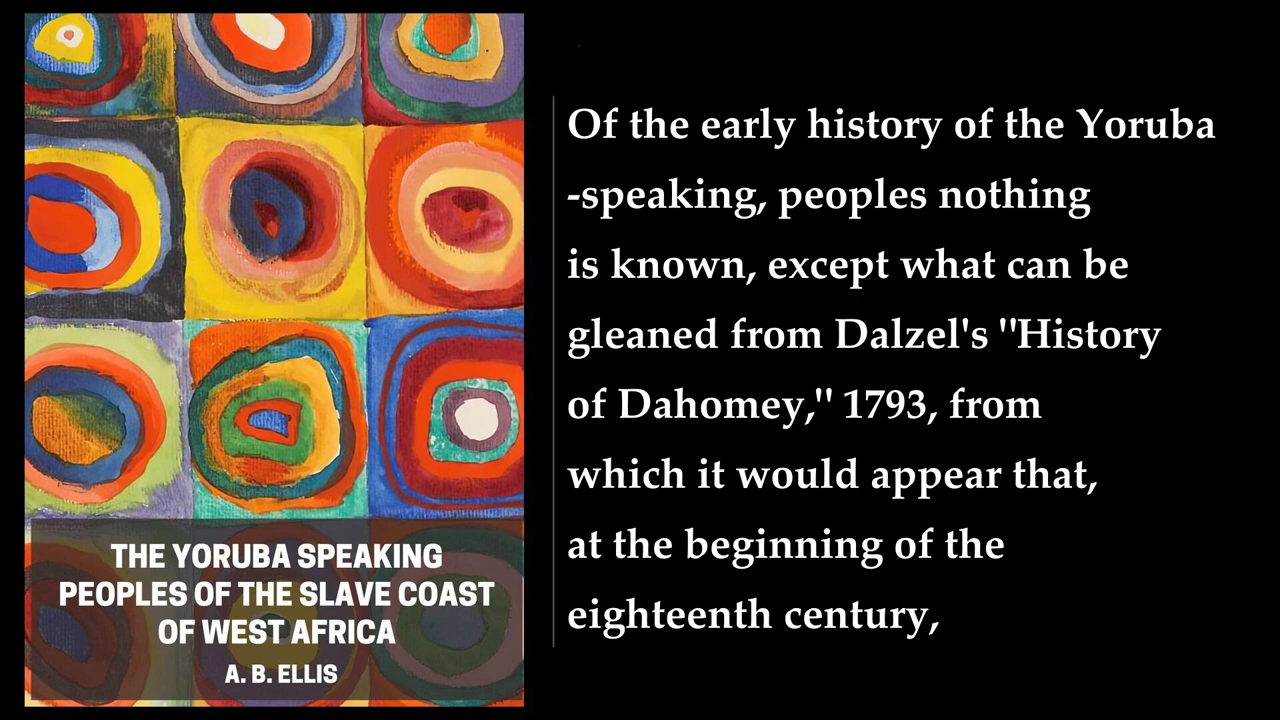 THE YORUBA SPEAKING
PEOPLES OF THE SLAVE COAST
OF WEST AFRICA
A. B. ELLIS
Of the early history of the Yoruba
-speaking, peoples nothing
is known, except what can be
gleaned from Dalzel's "History
of Dahomey," 1793, from
which it would appear that,
at the beginning of the
eighteenth century,